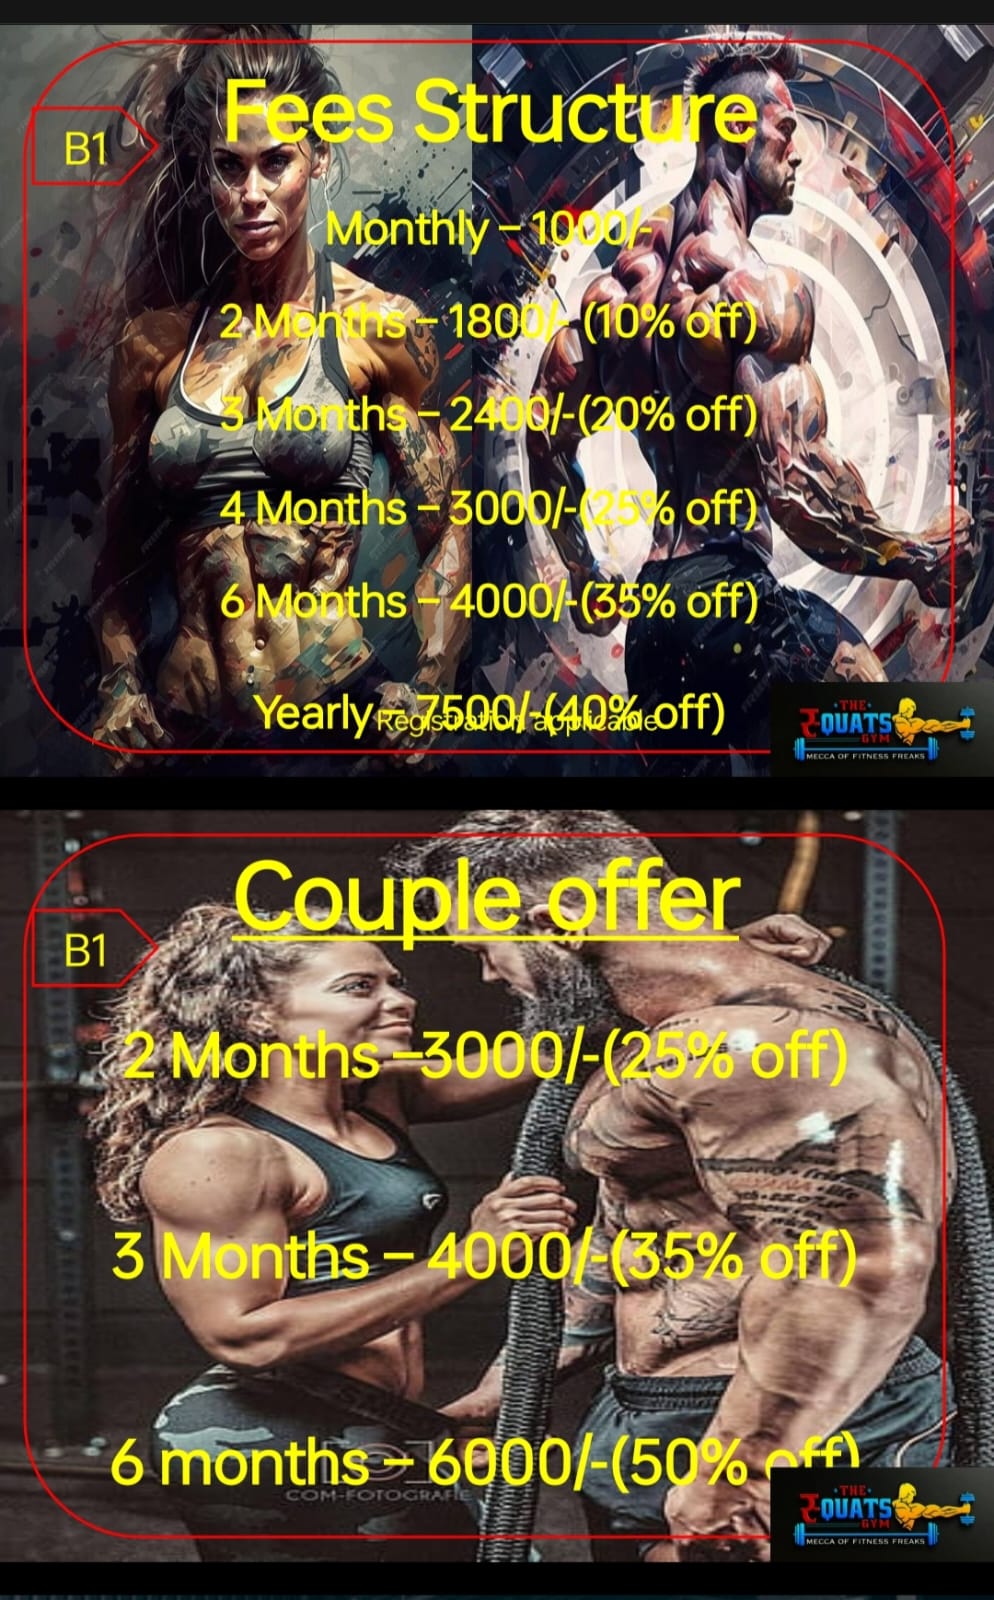 Fees Structure
B1
Monthly – 1000/-
2 Months – 1800/- (10% off)
3 Months – 2400/-(20% off)
4 Months – 3000/-(25% off)
6 Months – 4000/-(35% off)
Yearly – 7500/-(40% off)
Registration applicable
THE
SQUATS
GYM
MECCA OF FITNESS FREAKS
Couple offer
B1
2 Months –3000/-(25% off)
3 Months – 4000/-(35% off)
6 months – 6000/-(50% off)
COM-FOTOGRAFIE
THE
SQUATS
GYM
MECCA OF FITNESS FREAKS